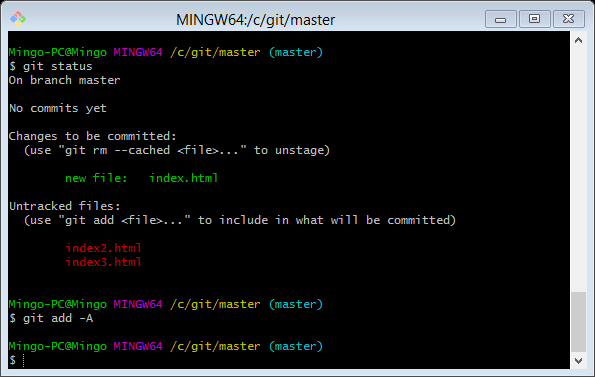 MINGW64:/c/git/master
Mingo-PC@Mingo MINGW64 /c/git/master (master)
$ git status
On branch master
No commits yet
Changes to be committed:
(use "git rm --cached <file>..." to unstage)
new file: index.html
Untracked files:
(use "git add <file>..." to include in what will be committed)
index2.html
index3.html
Mingo-PC@Mingo MINGW64 /c/git/master (master)
$ git add -A
Mingo-PC@Mingo MINGW64 /c/git/master (master)
$